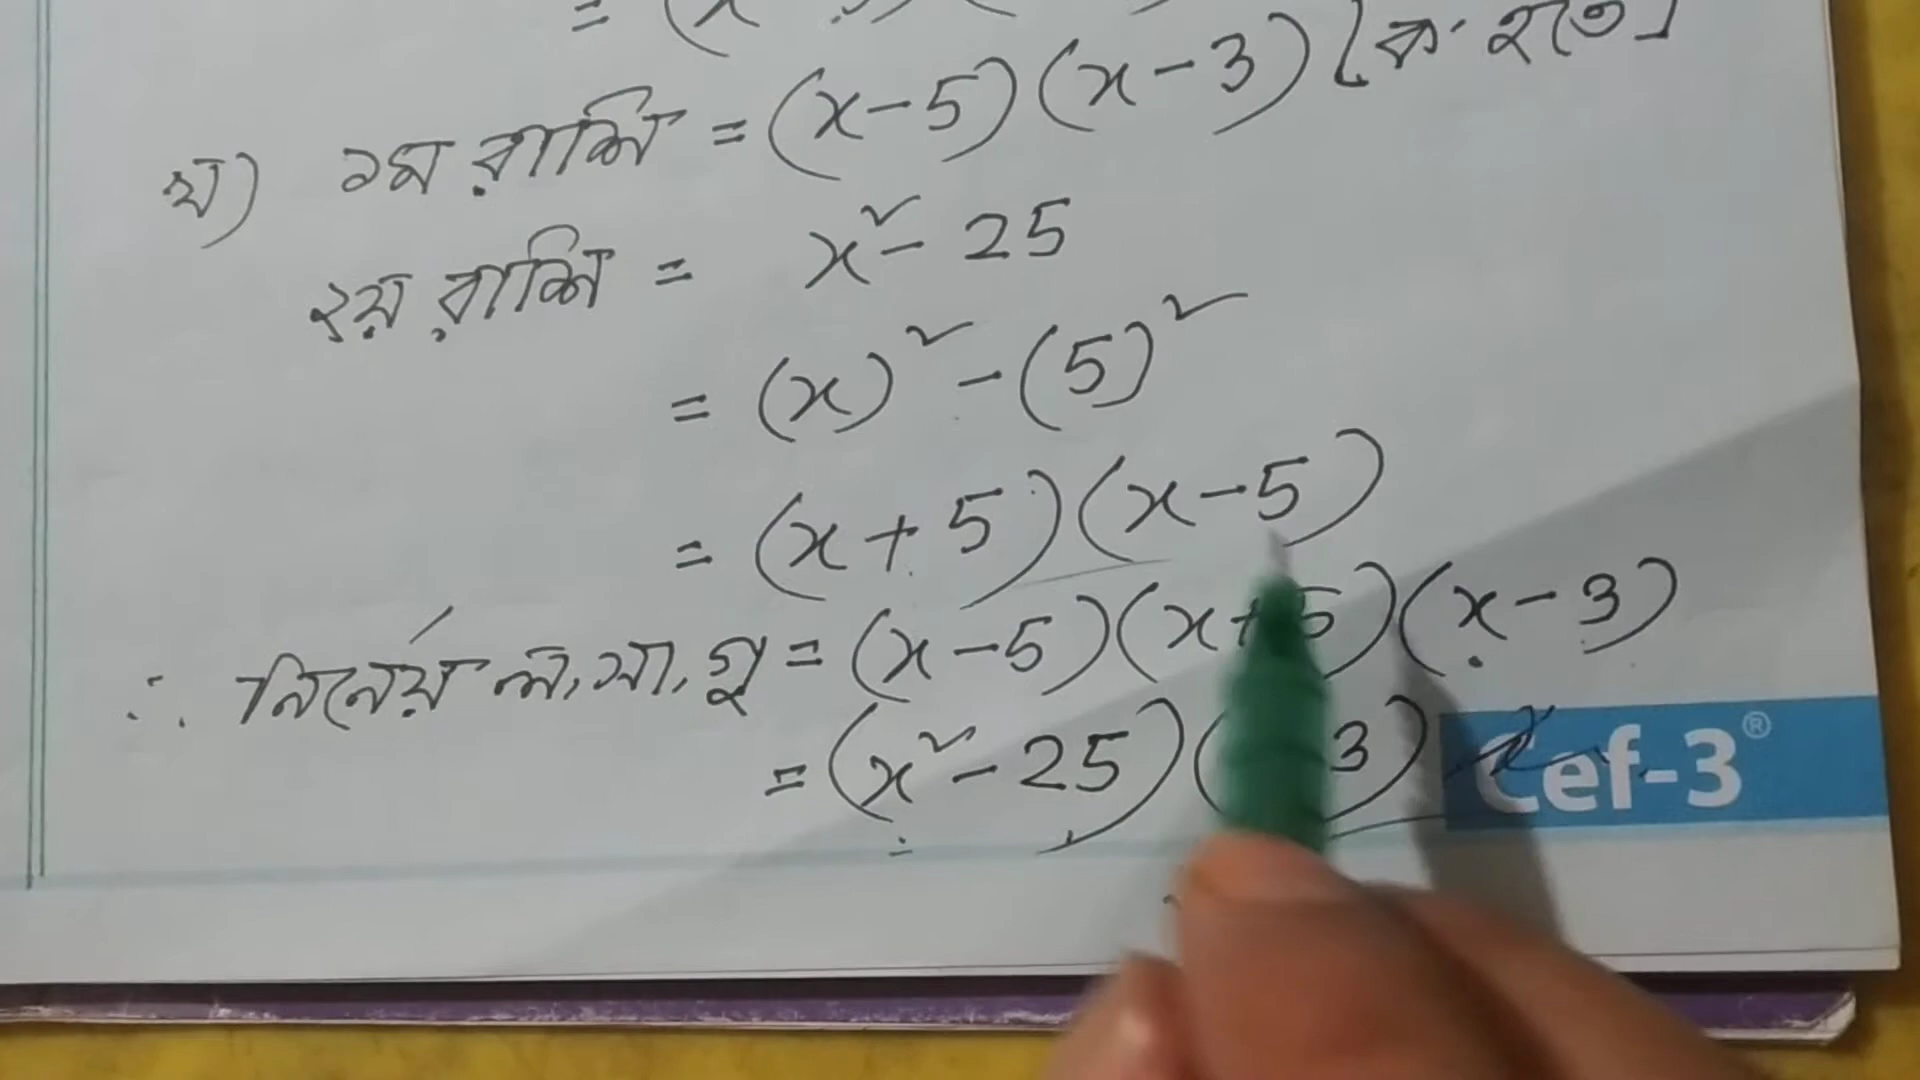 খ) ১ম রাশি = (x-5)(x-3) [ক হতে]
২য় রাশি = x² - 25
= (x)² - (5)²
= (x+5)(x-5)
∴ নির্ণেয় ল.সা.গু = (x-5)(x+5)(x-3)
= (x²-25)( 3)
Cef-3®